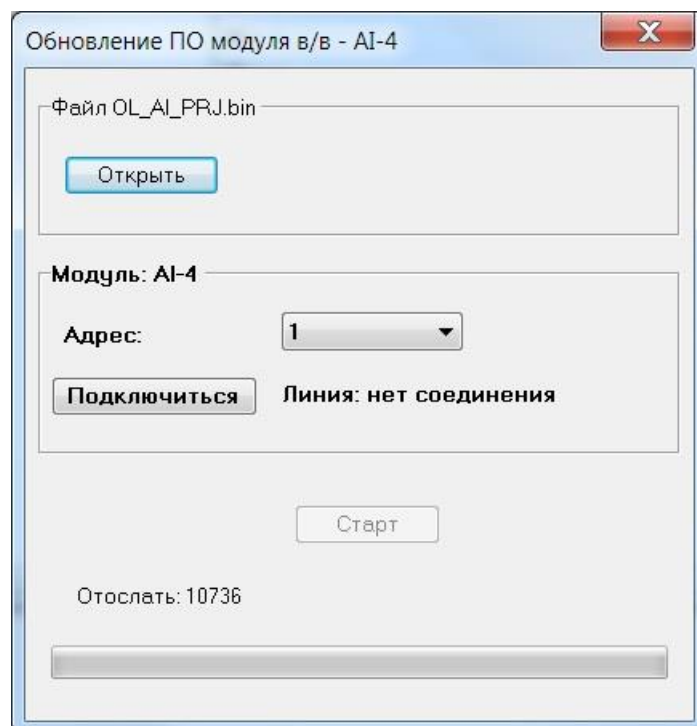 Обновление ПО модуля в/в - AI-4
Файл OL_AI_PRJ.bin
Открыть
Модуль: AI-4
Адрес:
1
Подключиться
Линия: нет соединения
Старт
Отослать: 10736